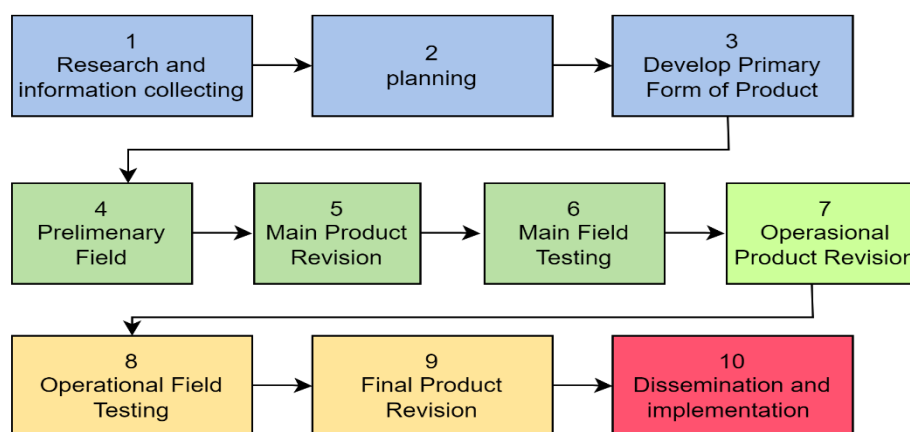 1
Research and
information collecting
2
planning
3
Develop Primary
Form of Product
4
Prelimenary
Field
5
Main Product
Revision
6
Main Field
Testing
7
Operasional
Product Revision
8
Operational Field
Testing
9
Final Product
Revision
10
Dissemination and
implementation